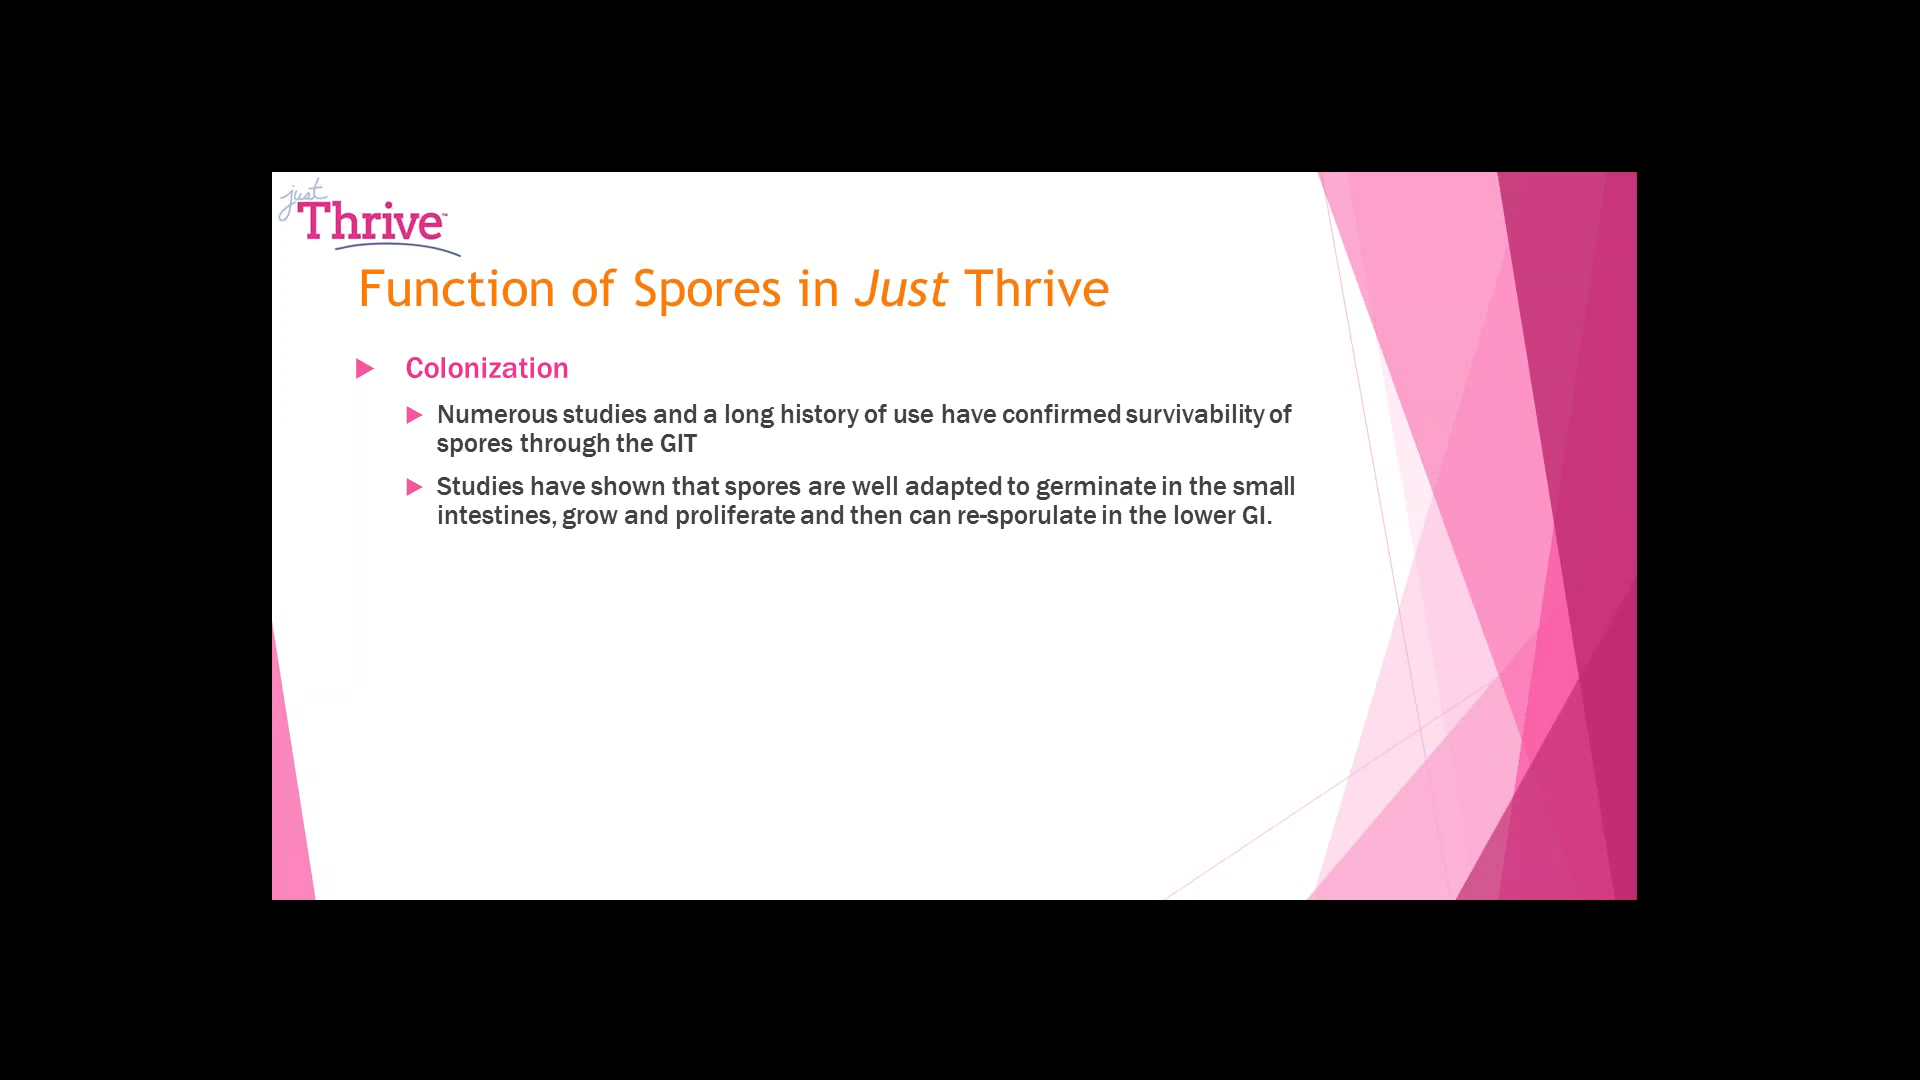 just
Thrive™
Function of Spores in Just Thrive
Colonization
Numerous studies and a long history of use have confirmed survivability of
spores through the GIT
Studies have shown that spores are well adapted to germinate in the small
intestines, grow and proliferate and then can re-sporulate in the lower GI.